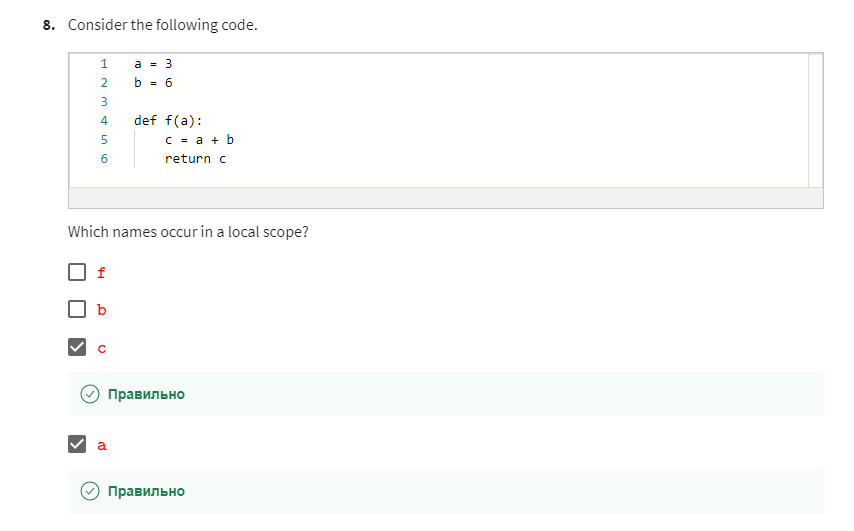 8. Consider the following code.
1 a = 3
2 b = 6
3
4 def f(a):
5 c = a + b
6 return c
Which names occur in a local scope?
f
b
c
Правильно
a
Правильно